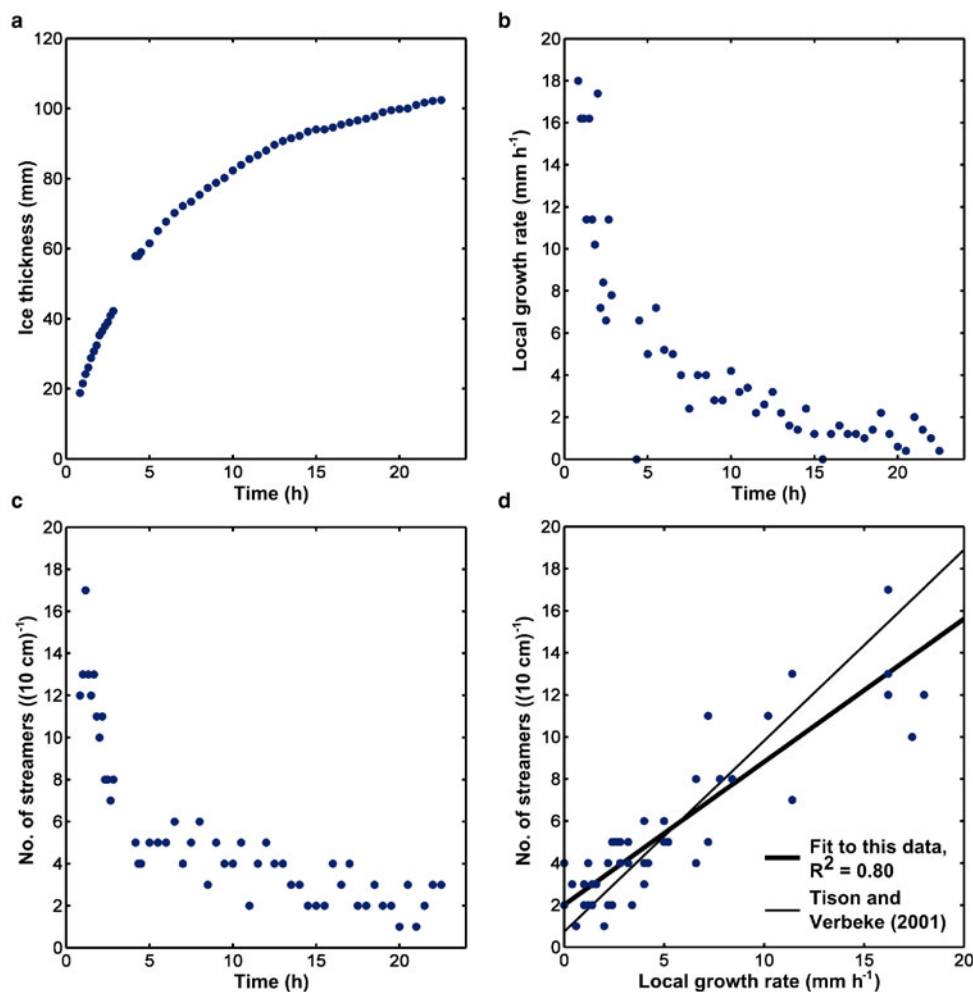 a
120
100
80
60
40
20
0
Ice thickness (mm)
0 5 10 15 20
Time (h)
b
20
18
16
14
12
10
8
6
4
2
0
Local growth rate (mm h⁻¹)
0 5 10 15 20
Time (h)
c
20
18
16
14
12
10
8
6
4
2
0
No. of streamers ((10 cm)⁻¹)
0 5 10 15 20
Time (h)
d
20
18
16
14
12
10
8
6
4
2
0
No. of streamers ((10 cm)⁻¹)
Fit to this data,
R² = 0.80
Tison and
Verbeke (2001)
0 5 10 15 20
Local growth rate (mm h⁻¹)